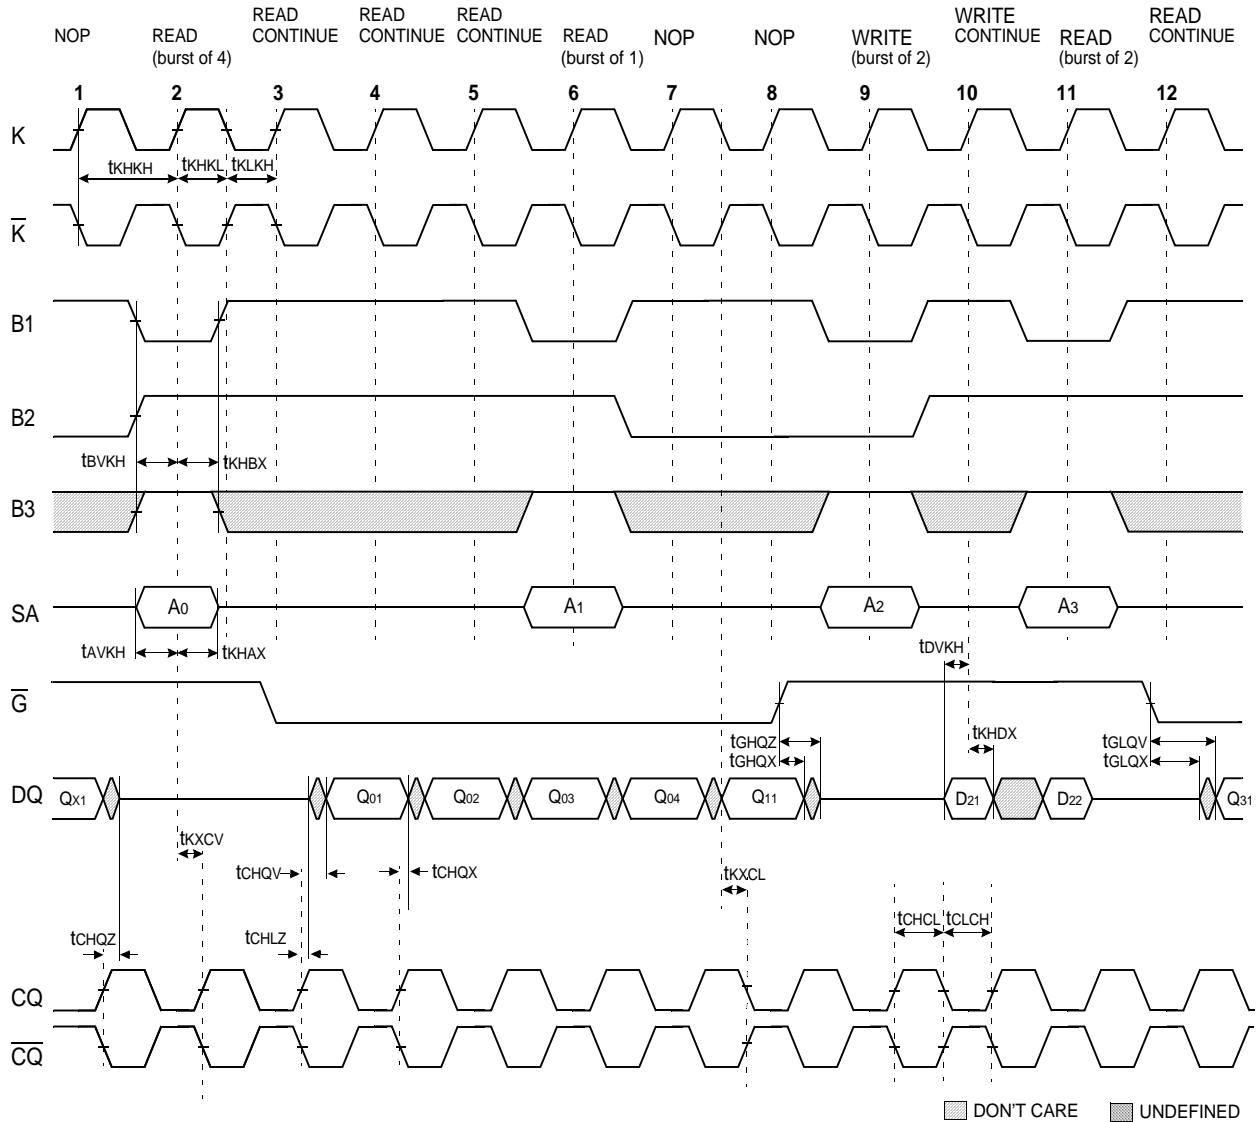 NOP
READ
(burst of 4)
READ
CONTINUE
READ
CONTINUE
READ
CONTINUE
READ
(burst of 1)
NOP
NOP
WRITE
(burst of 2)
WRITE
CONTINUE
READ
(burst of 2)
READ
CONTINUE
1 2 3 4 5 6 7 8 9 10 11 12
K
tKHKH tKHKL tKLKH
K
B1
B2
tBVKH tKHBX
B3
SA A0 A1 A2 A3
tAVKH tKHAX
tDVKH
G
tKHDX
tGHQZ tGLQV
tGHQX tGLQX
DQ QX1 Q01 Q02 Q03 Q04 Q11 D21 D22 Q31
tKXCV
tCHQV tCHQX
tKXCL
tCHCL tCLCH
tCHQZ tCHLZ
CQ
CQ
DON'T CARE UNDEFINED